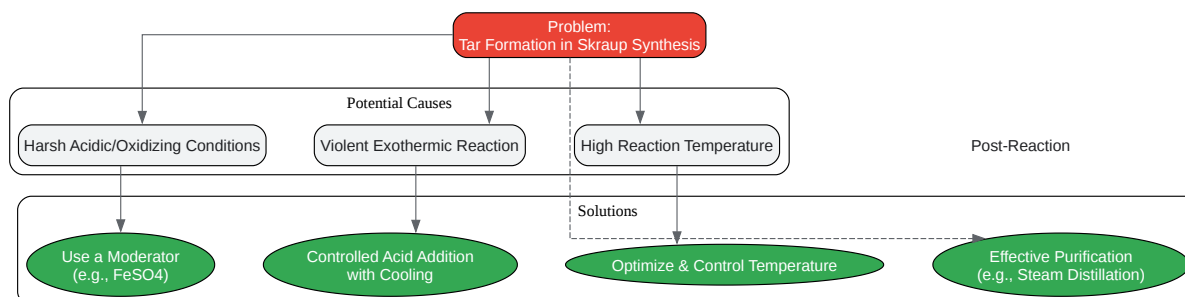 Problem:
Tar Formation in Skraup Synthesis
Potential Causes
Harsh Acidic/Oxidizing Conditions
Violent Exothermic Reaction
High Reaction Temperature
Post-Reaction
Solutions
Use a Moderator
(e.g., FeSO4)
Controlled Acid Addition
with Cooling
Optimize & Control Temperature
Effective Purification
(e.g., Steam Distillation)